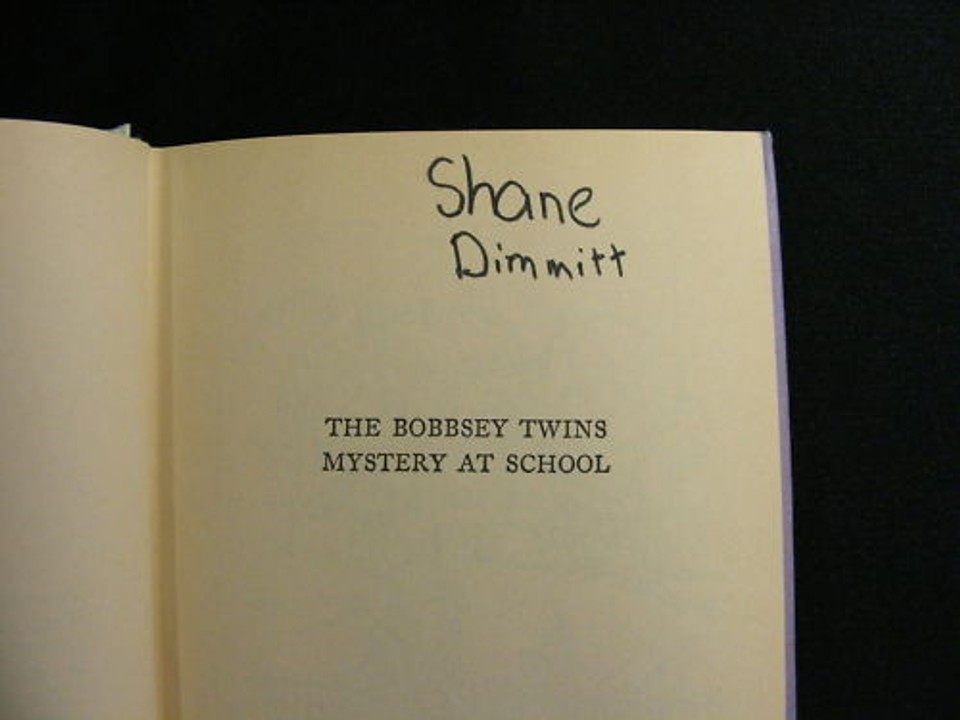 Shane
Dimmitt
THE BOBBSEY TWINS
MYSTERY AT SCHOOL